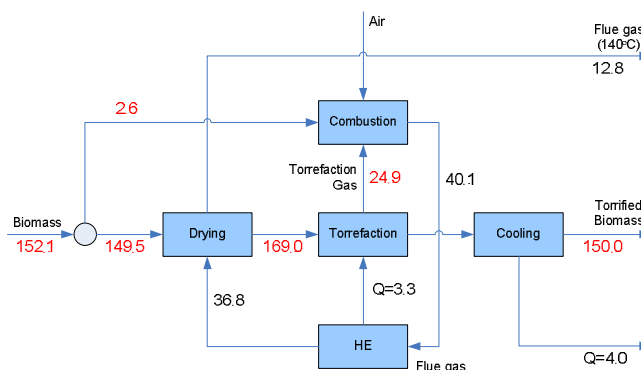 Air
Flue gas
(140°C)
12.8
2.6
Combustion
Torrefaction
Gas
24.9
40.1
Biomass
152.1
149.5
Drying
169.0
Torrefaction
Cooling
Torrified
Biomass
150.0
36.8
Q=3.3
HE
Flue gas
Q=4.0